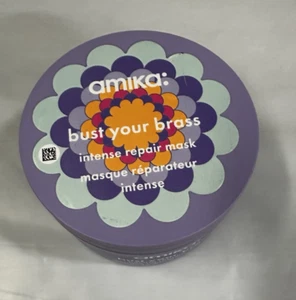 amika:
bust your brass
intense repair mask
masque réparateur
intense